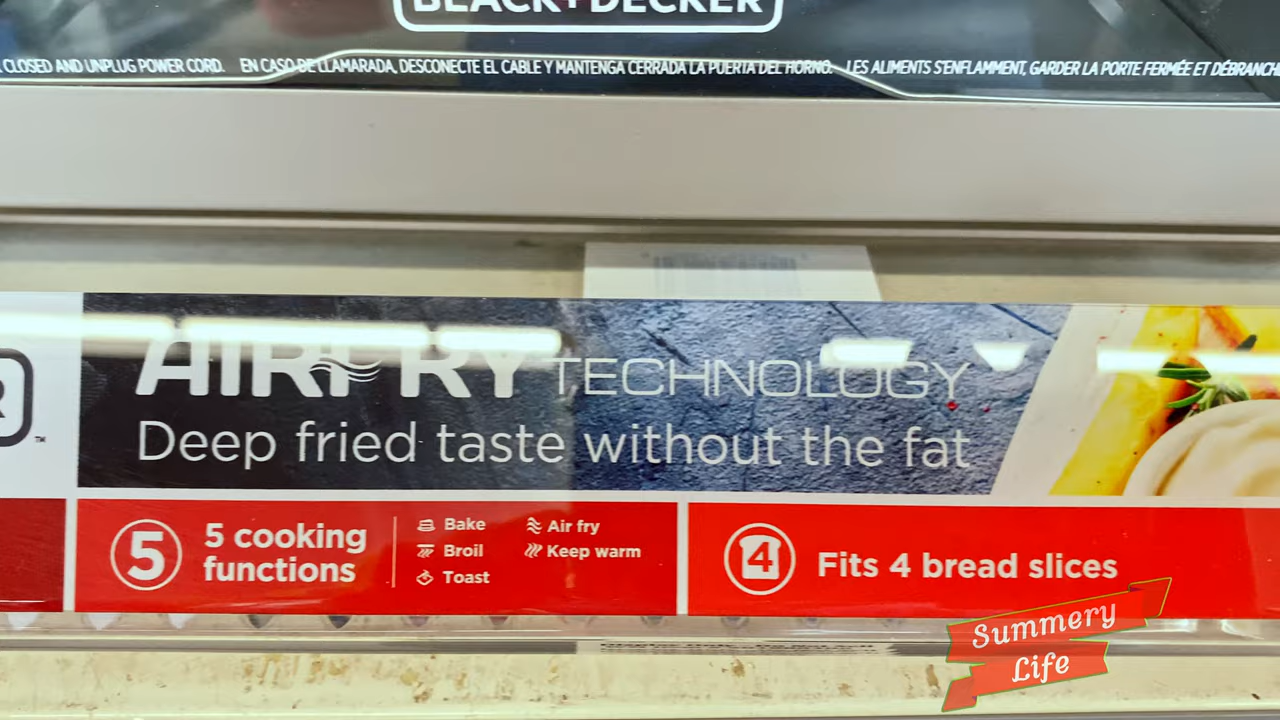 BLACK+DECKER
CLOSED AND UNPLUG POWER CORD. EN CASO DE LLAMARADA, DESCONECTE EL CABLE Y MANTENGA CERRADA LA PUERTA DEL HORNO. LES ALIMENTS S'ENFLAMMENT, GARDER LA PORTE FERMÉE ET DÉBRANCH
R
™
AIRFRY TECHNOLOGY
Deep fried taste without the fat
5
5 cooking
functions
Bake
Broil
Toast
Air fry
Keep warm
4
Fits 4 bread slices
Summery
Life